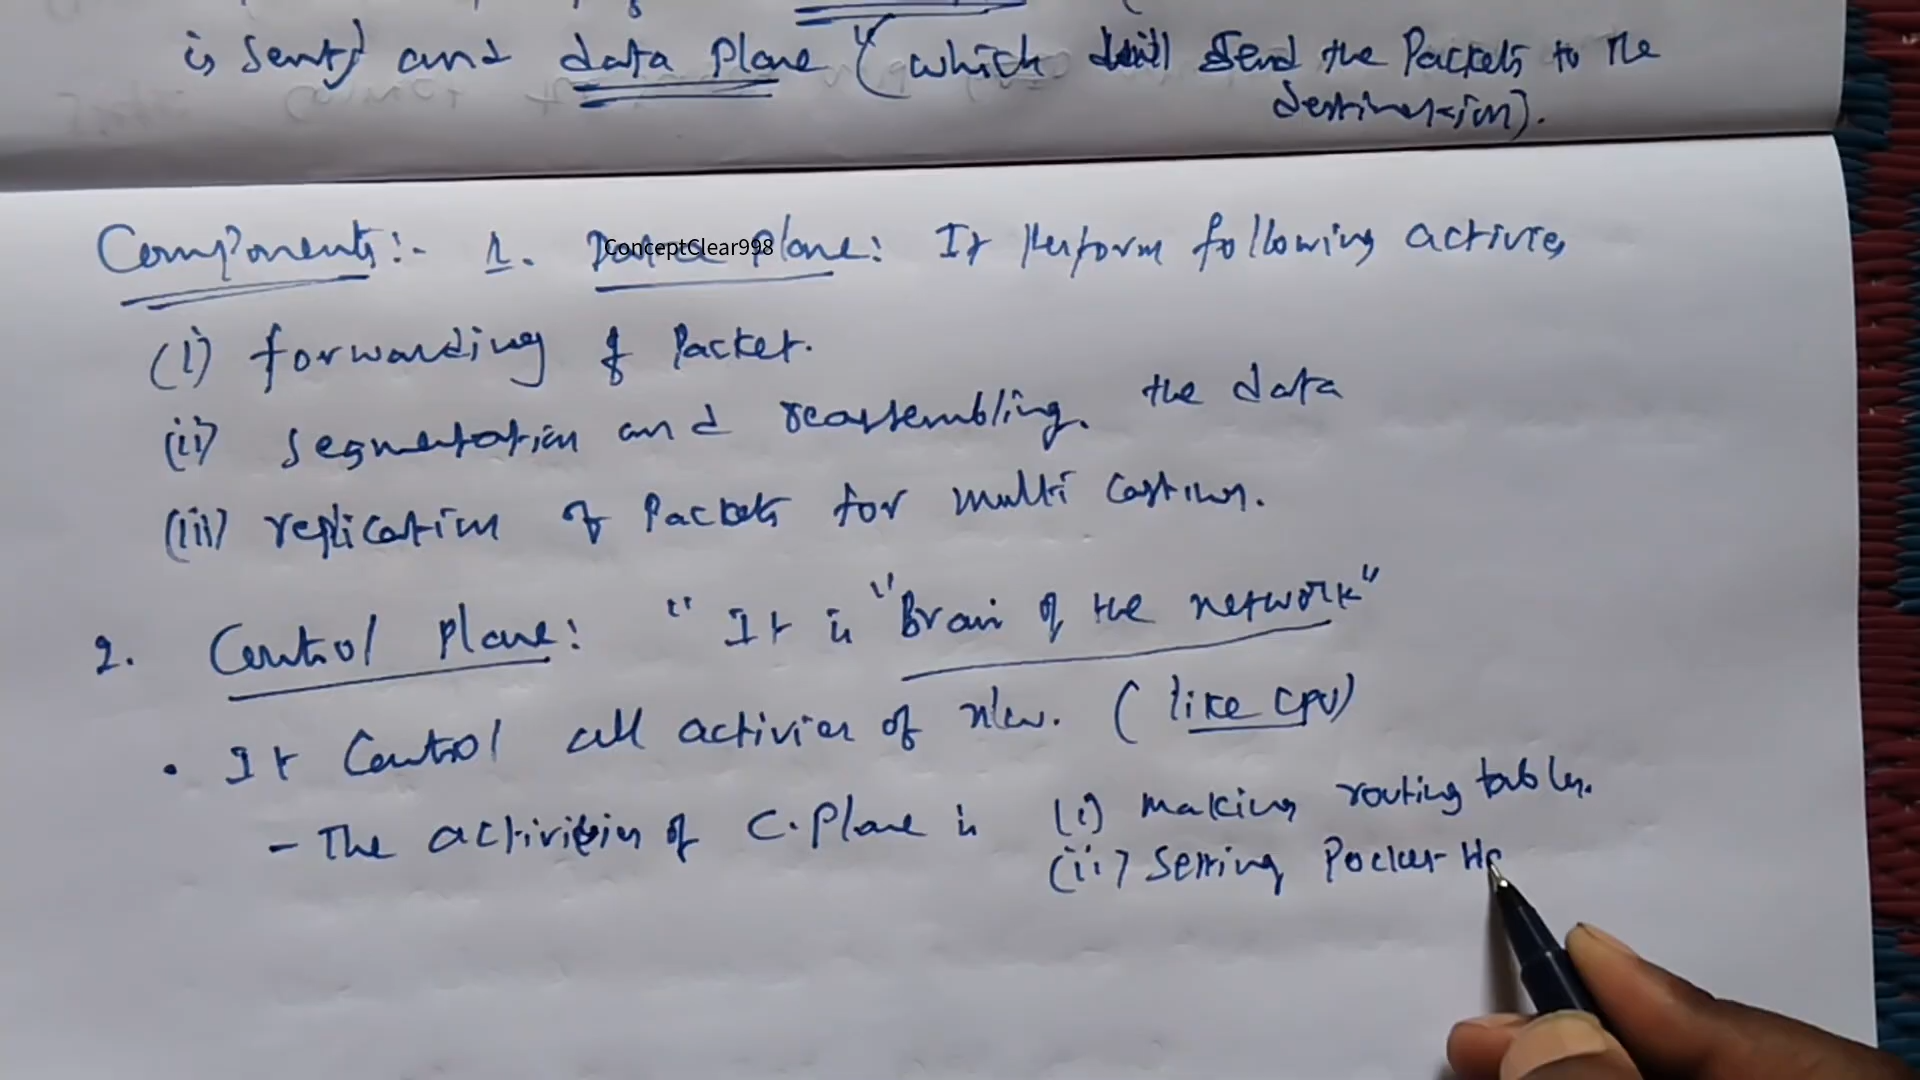 is sent) and data plane (which will send the Packets to the
destination).
Components:- 1. Data plane: It perform following activies
ConceptClear998
(i) forwarding of Packet.
(ii) segmentation and reassembling. the data
(iii) replication of Packets for multi casting.
2. Control Plane: " It is "Brain of the network"
• It Control all activies of n/w. (like CPU)
- The activities of C. Plane is (i) Making routing tables.
(ii) Setting Packet H